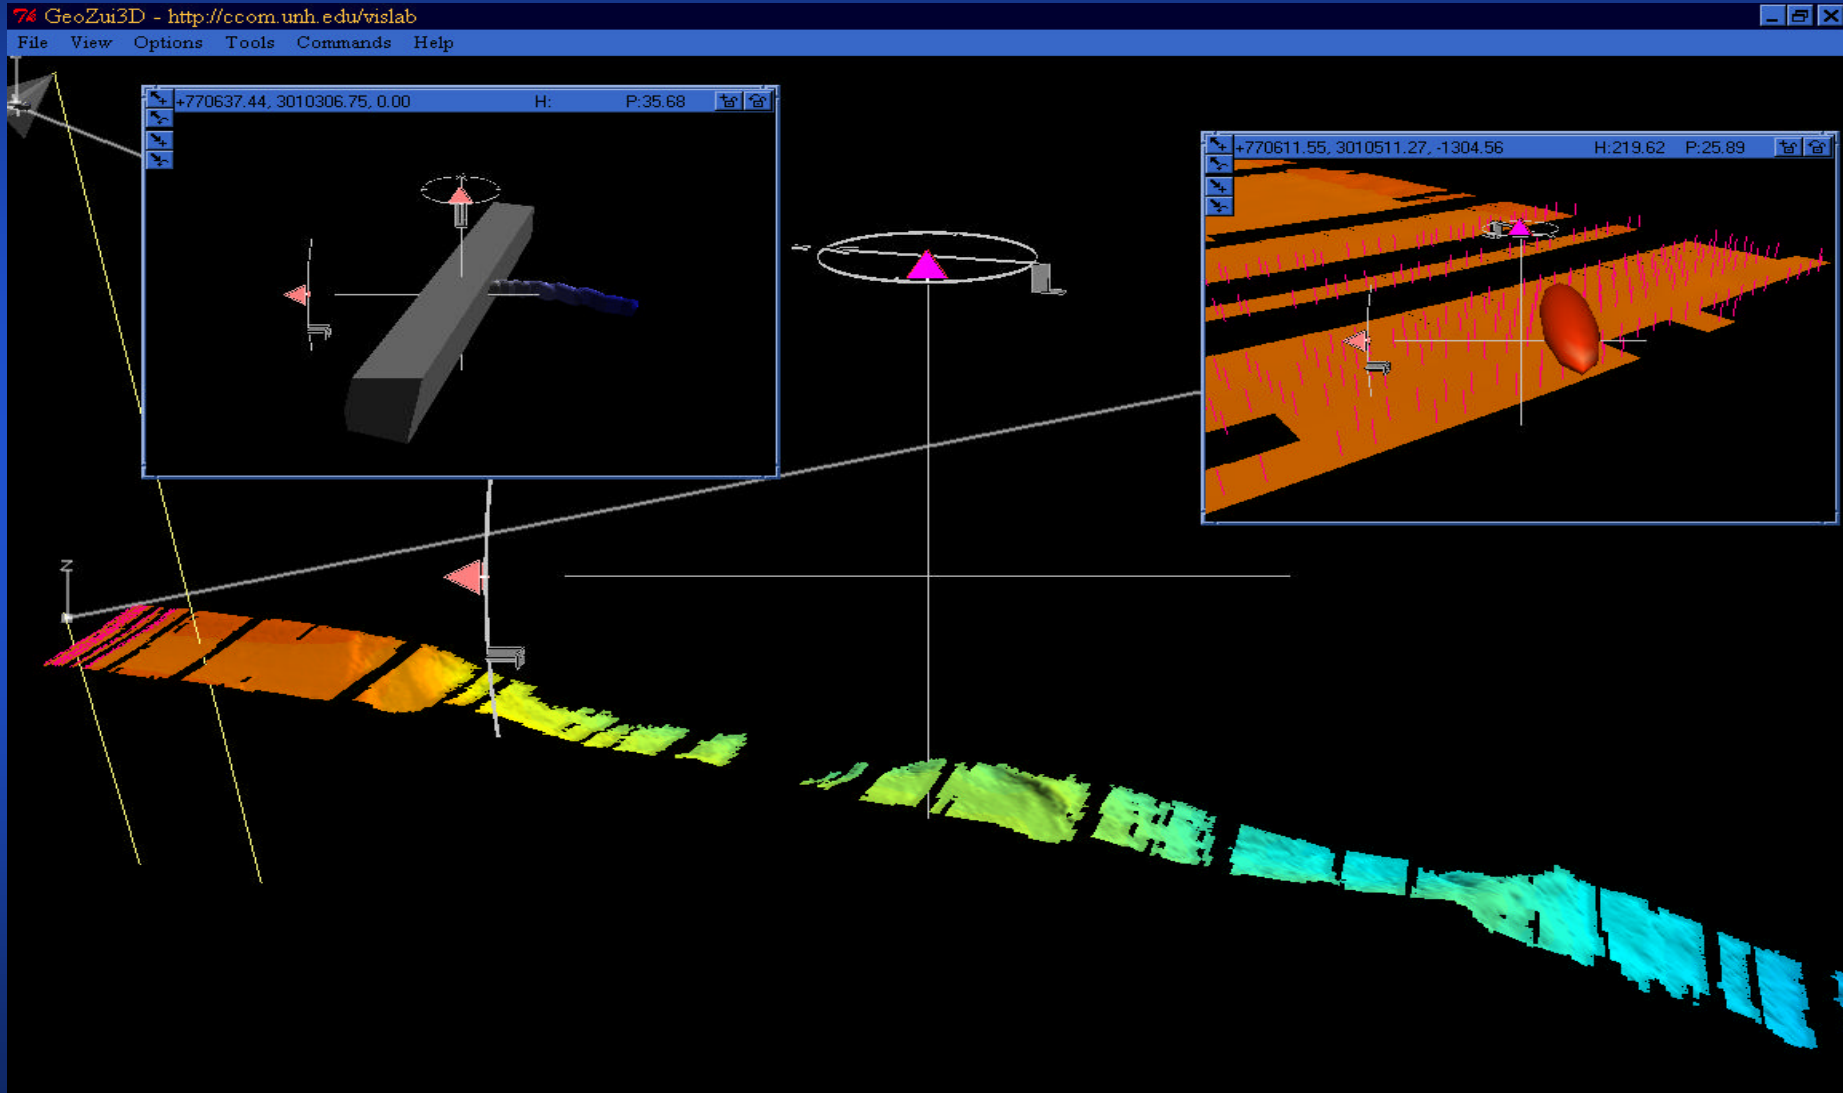 GeoZui3D - http://ccom.unh.edu/vislab
File View Options Tools Commands Help
+770637.44, 3010306.75, 0.00 H: P:35.68
+770611.55, 3010511.27, -1304.56 H:219.62 P:25.89
Z